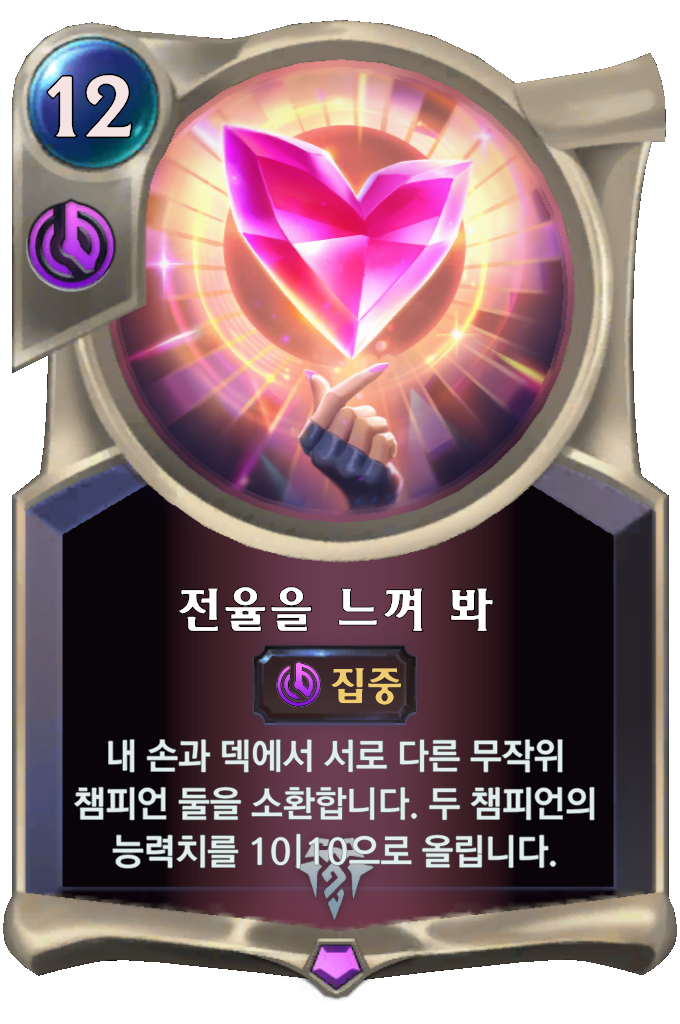 12
전율을 느껴 봐
집중
내 손과 덱에서 서로 다른 무작위
챔피언 둘을 소환합니다. 두 챔피언의
능력치를 10|10으로 올립니다.